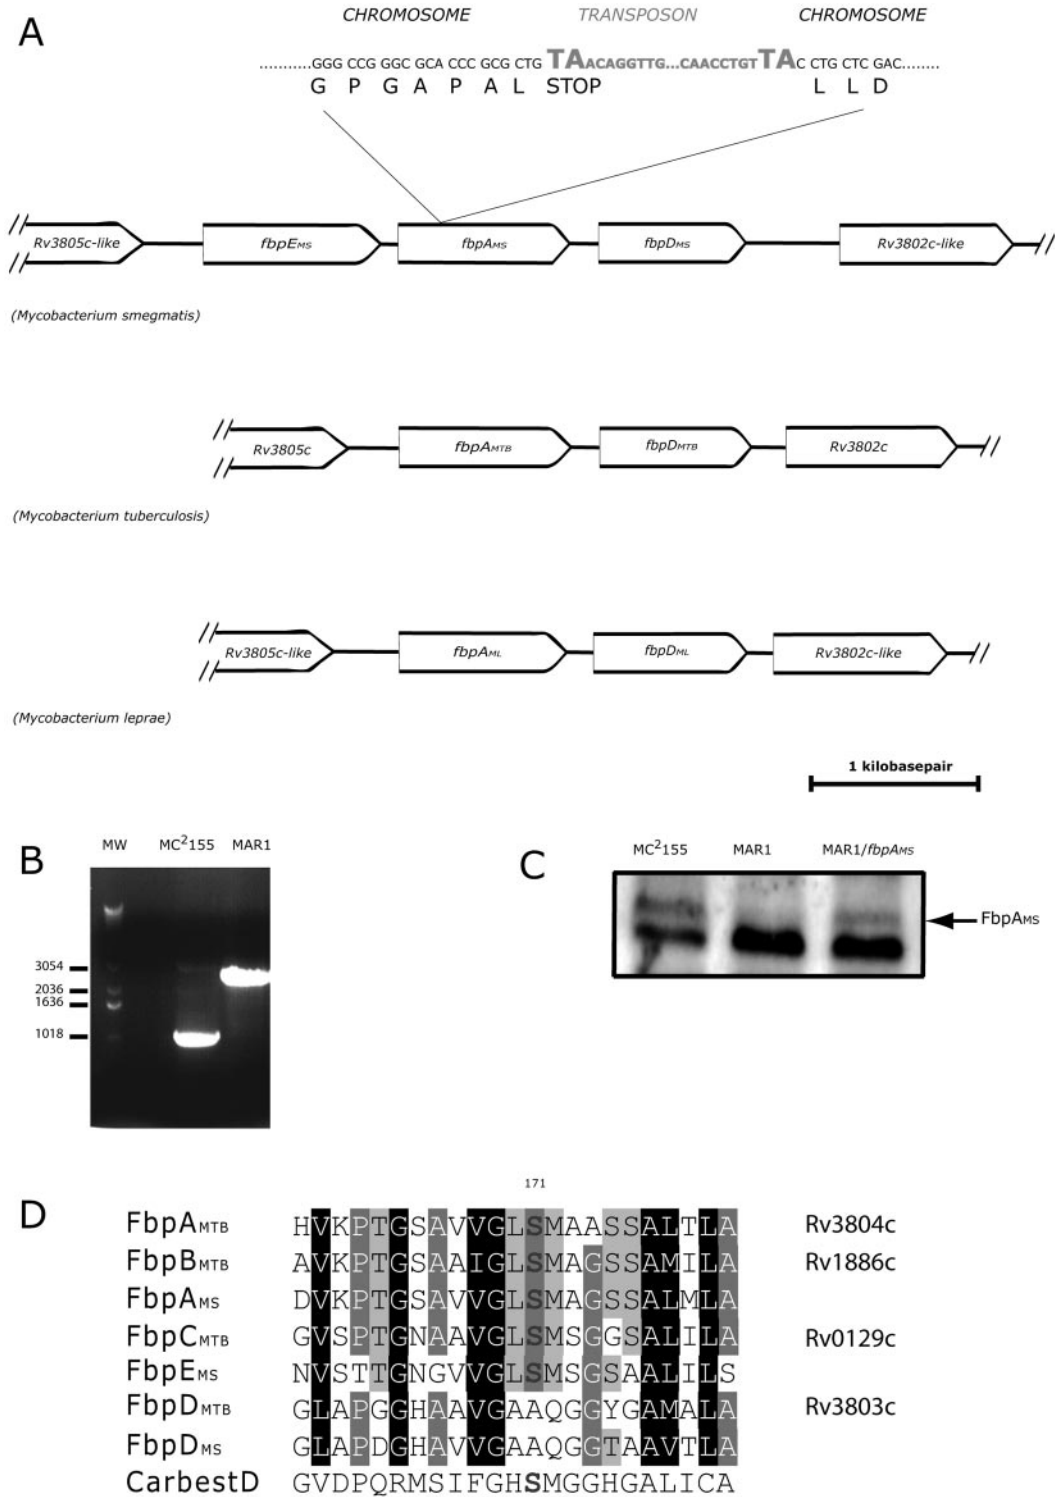 A
CHROMOSOME TRANSPOSON CHROMOSOME
...........GGG CCG GGC GCA CCC GCG CTG TAACAGGTTG...CAACCTGTTAC CTG CTC GAC........
G P G A P A L STOP L L D
Rv3805c-like fbpEMS fbpAMS fbpDMS Rv3802c-like
(Mycobacterium smegmatis)
Rv3805c fbpAMTB fbpDMTB Rv3802c
(Mycobacterium tuberculosis)
Rv3805c-like fbpAML fbpDML Rv3802c-like
(Mycobacterium leprae)
1 kilobasepair
B
MW MC²155 MAR1
3054
2036
1636
1018
C
MC²155 MAR1 MAR1/fbpAMS
FbpAMS
D
171
FbpAMTB HVKPTGSAVVGLSMAASSALTLA Rv3804c
FbpBMTB AVKPTGSAAIGLSMAGSSAMILA Rv1886c
FbpAMS DVKPTGSAVVGLSMAGSSALMLA
FbpCMTB GVSPTGNAAVGLSMSGGSALILA Rv0129c
FbpEMS NVSTTGNGVVGLSMSGSAALILS
FbpDMTB GLAPGGHAAVGAAQGGYGAMALA Rv3803c
FbpDMS GLAPDGHAVVGAAQGGTAAVTLA
CarbestD GVDPQRMSIFGHSMGGHGALICA